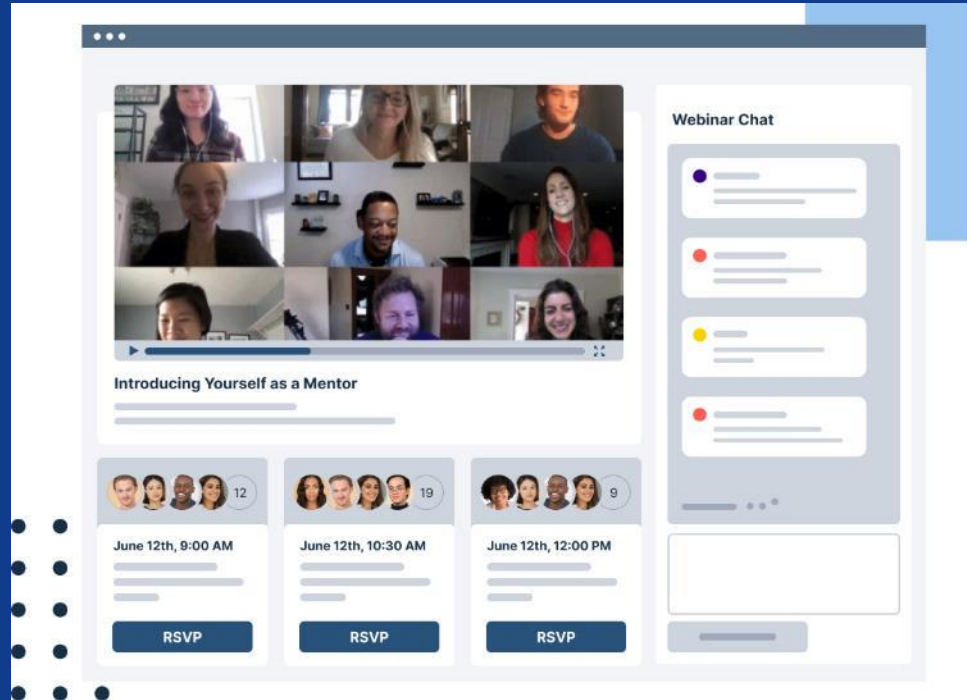 Webinar Chat
Introducing Yourself as a Mentor
12
19
9
June 12th, 9:00 AM
June 12th, 10:30 AM
June 12th, 12:00 PM
RSVP
RSVP
RSVP